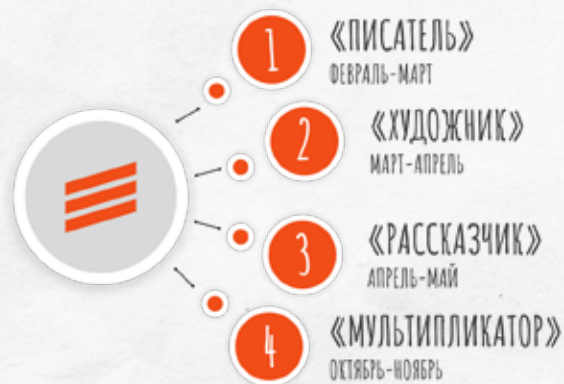 1
«ПИСАТЕЛЬ»
ФЕВРАЛЬ-МАРТ
2
«ХУДОЖНИК»
МАРТ-АПРЕЛЬ
3
«РАССКАЗЧИК»
АПРЕЛЬ-МАЙ
4
«МУЛЬТИПЛИКАТОР»
ОКТЯБРЬ-НОЯБРЬ